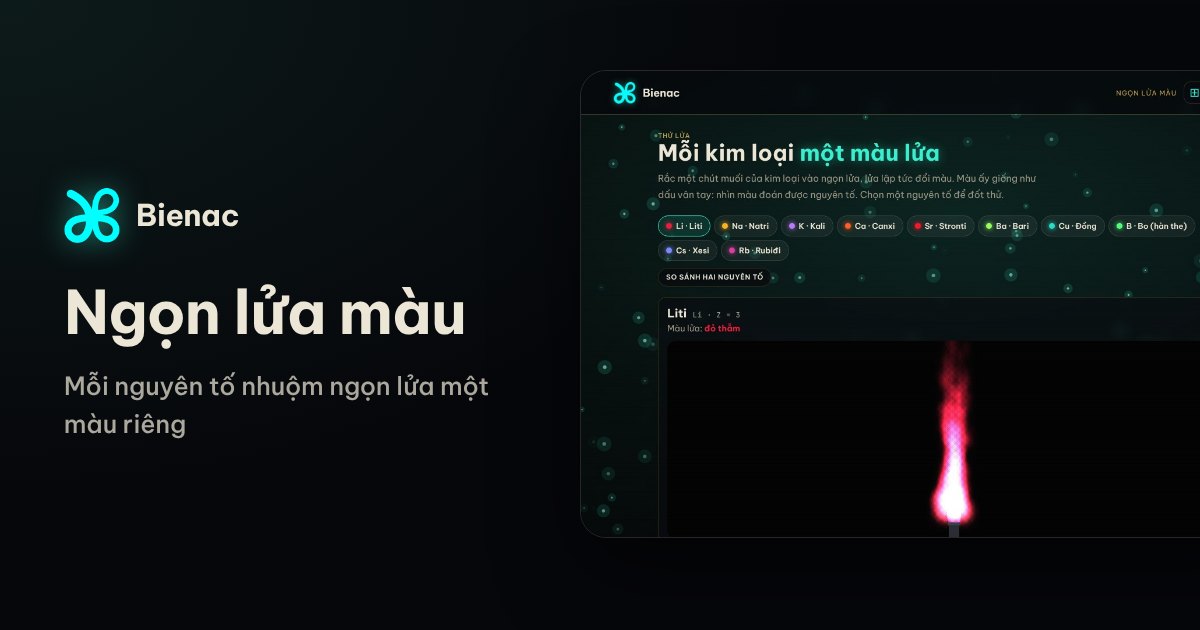 Bienac
Ngọn lửa màu
Mỗi nguyên tố nhuộm ngọn lửa một
màu riêng
Bienac
NGỌN LỬA MÀU
THỬ LỬA
Mỗi kim loại một màu lửa
Rắc một chút muối của kim loại vào ngọn lửa, lửa lập tức đổi màu. Màu ấy giống như
dấu vân tay: nhìn màu đoán được nguyên tố. Chọn một nguyên tố để đốt thử.
Li · Liti
Na · Natri
K · Kali
Ca · Canxi
Sr · Stronti
Ba · Bari
Cu · Đồng
B · Bo (hàn the)
Cs · Xesi
Rb · Rubiđi
SO SÁNH HAI NGUYÊN TỐ
Liti Li · Z = 3
Màu lửa: đỏ thẫm